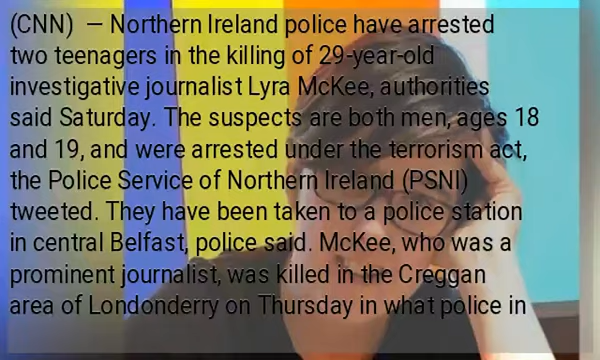 (CNN)  — Northern Ireland police have arrested
two teenagers in the killing of 29-year-old
investigative journalist Lyra McKee, authorities
said Saturday. The suspects are both men, ages 18
and 19, and were arrested under the terrorism act,
the Police Service of Northern Ireland (PSNI)
tweeted. They have been taken to a police station
in central Belfast, police said. McKee, who was a
prominent journalist, was killed in the Creggan
area of Londonderry on Thursday in what police in